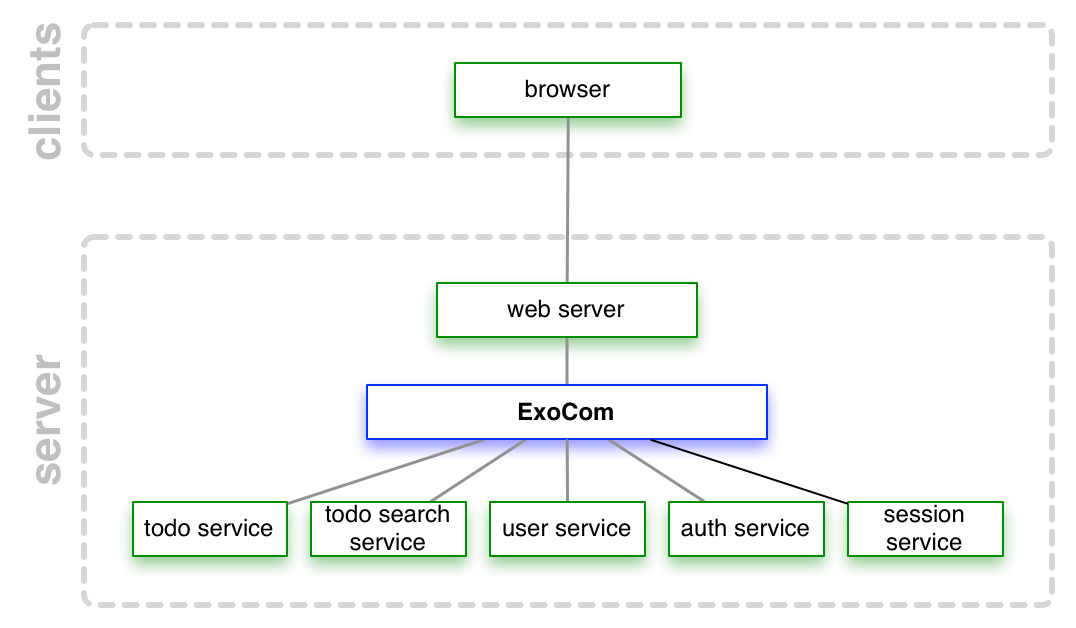 clients
browser
server
web server
ExoCom
todo service
todo search
service
user service
auth service
session
service